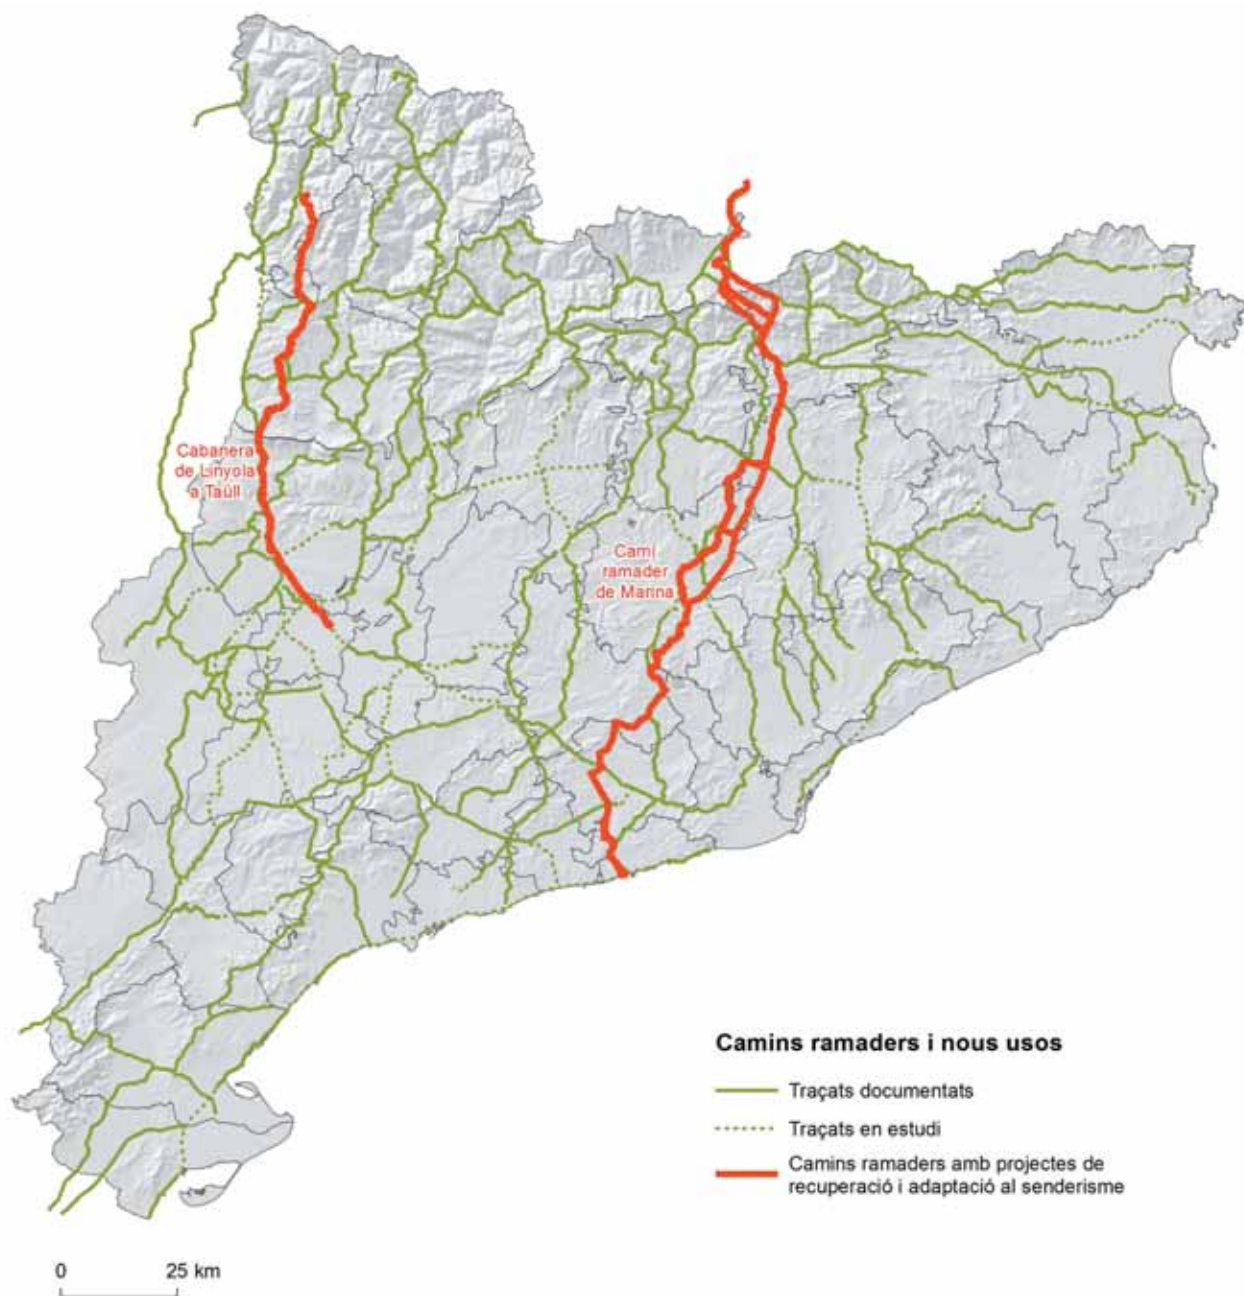 Cabanera
de Linyola
a Taüll
Camí
ramader
de Marina
Camins ramaders i nous usos
Traçats documentats
Traçats en estudi
Camins ramaders amb projectes de
recuperació i adaptació al senderisme
0 25 km